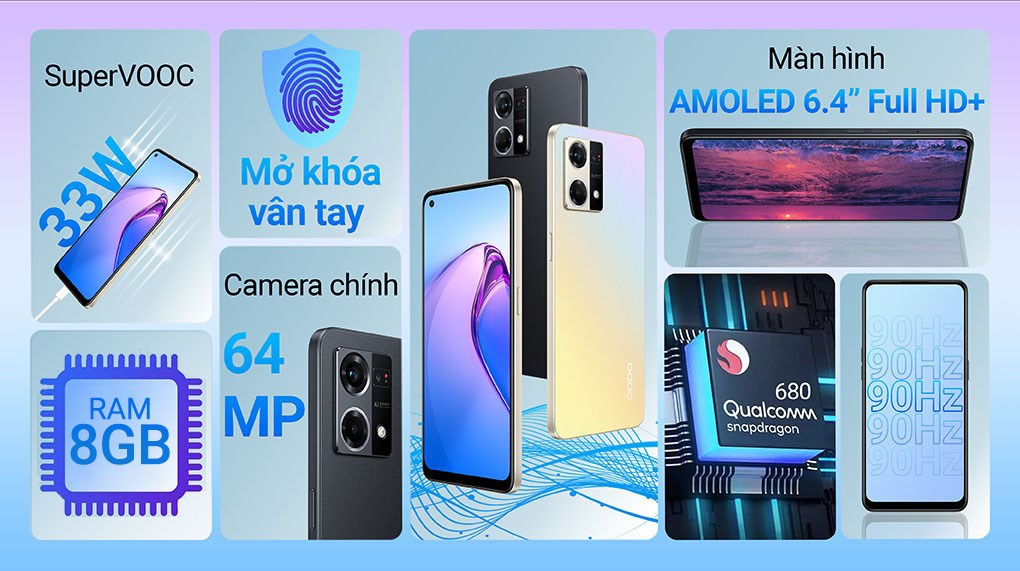 SuperVOOC
33W
Mở khóa
vân tay
Màn hình
AMOLED 6.4” Full HD+
Camera chính
64
MP
RAM
8GB
oppo
680
Qualcomm
snapdragon
90Hz
90Hz
90Hz
90Hz
90Hz